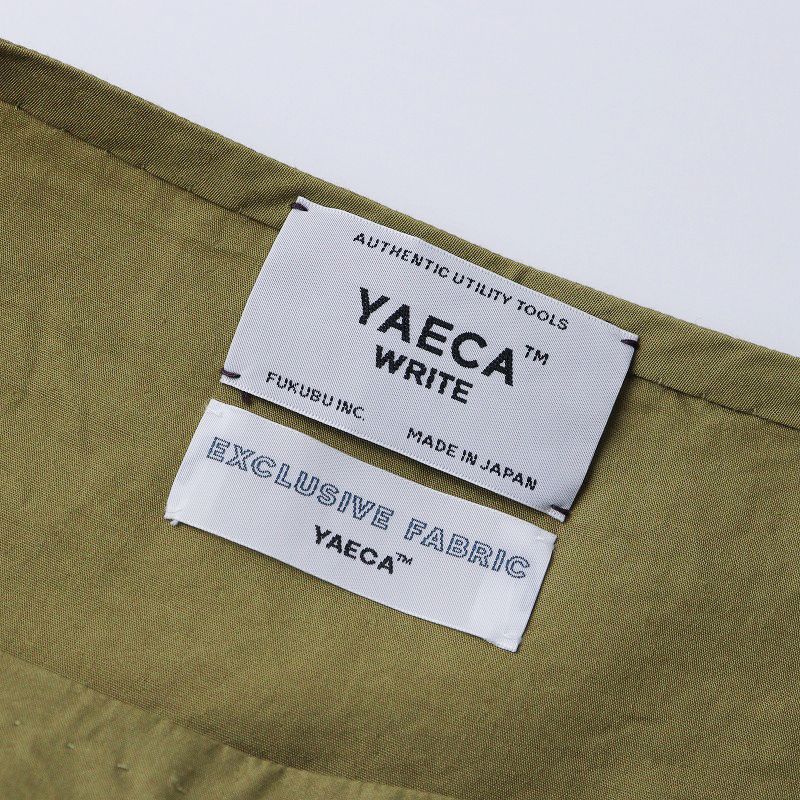 AUTHENTIC UTILITY TOOLS
YAECA™
WRITE
FUKUBU INC.
MADE IN JAPAN
EXCLUSIVE FABRIC
YAECA™